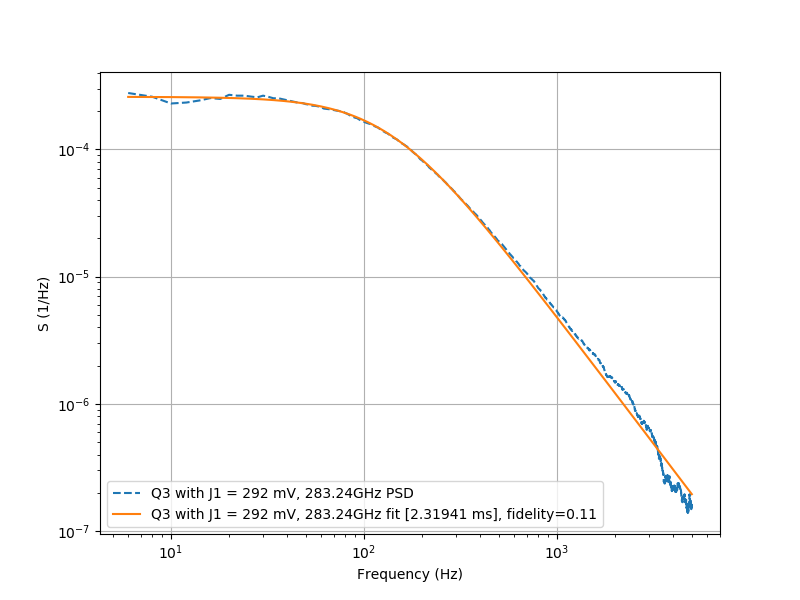 10⁻⁴
10⁻⁵
10⁻⁶
10⁻⁷
S (1/Hz)
Q3 with J1 = 292 mV, 283.24GHz PSD
Q3 with J1 = 292 mV, 283.24GHz fit [2.31941 ms], fidelity=0.11
10¹ 10² 10³
Frequency (Hz)